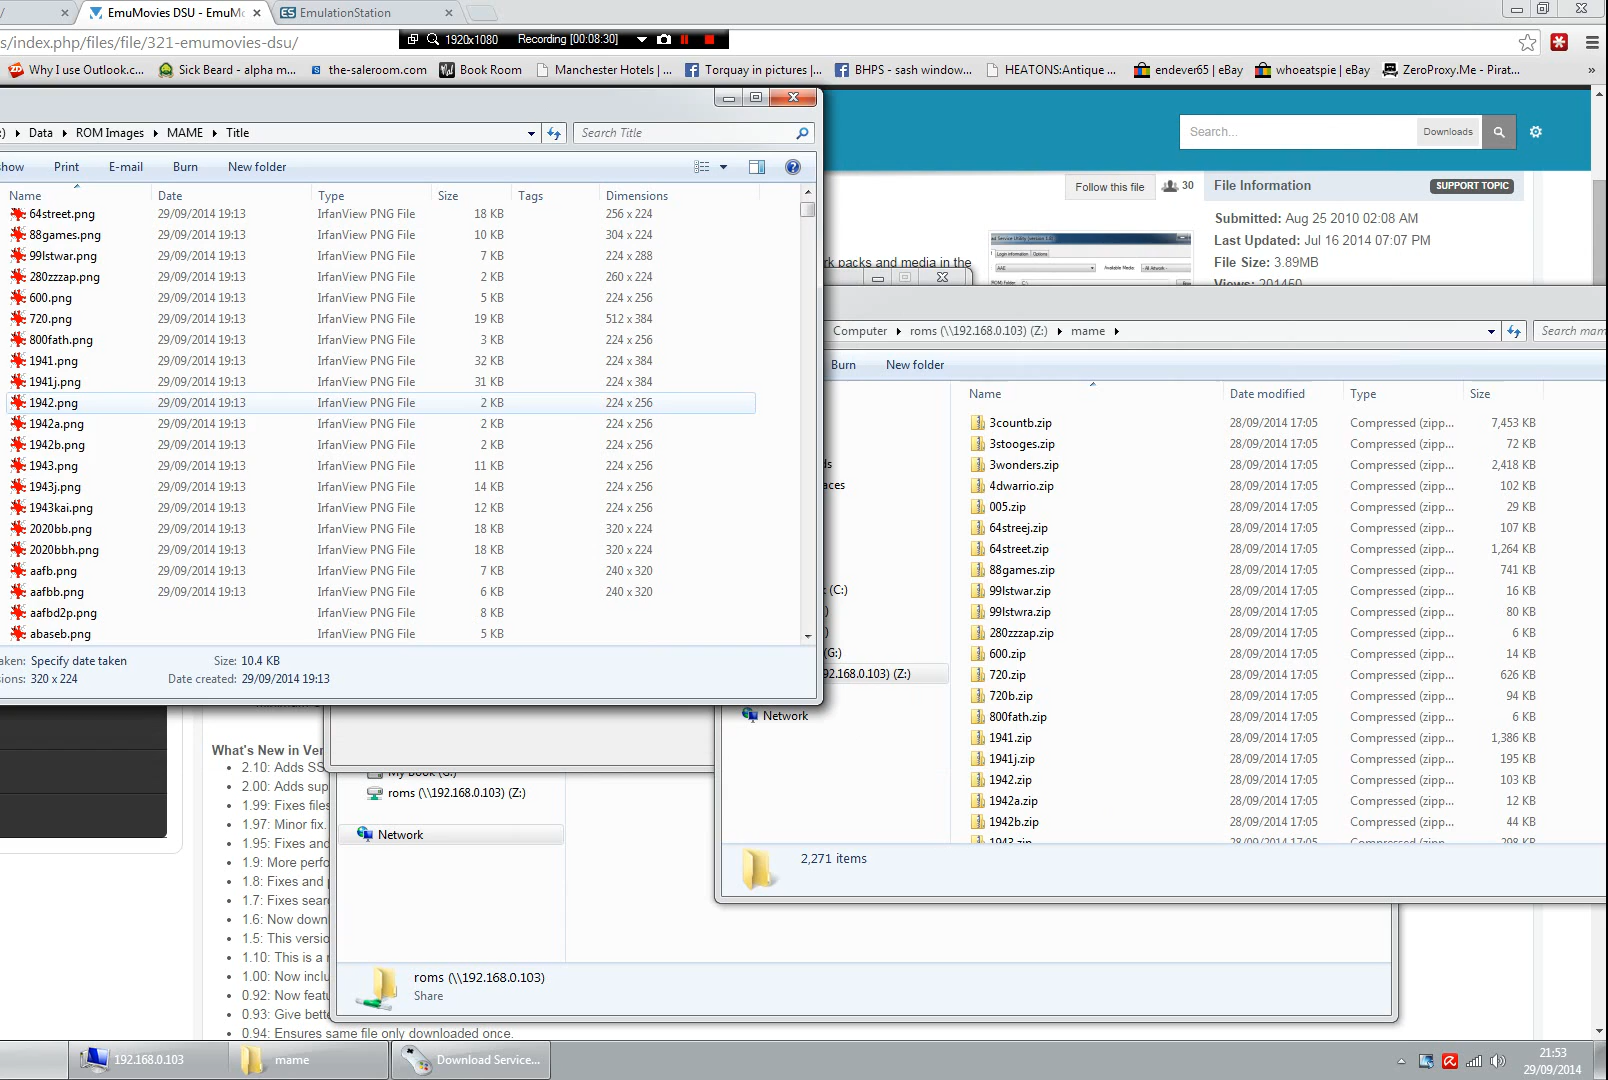 EmuMovies DSU - EmuMo
EmulationStation
s/index.php/files/file/321-emumovies-dsu/
1920x1080 Recording [00:08:30]
Why I use Outlook.c...
Sick Beard - alpha m...
the-saleroom.com
Book Room
Manchester Hotels | ...
Torquay in pictures |...
BHPS - sash window...
HEATONS:Antique ...
endever65 | eBay
whoeatspie | eBay
ZeroProxy.Me - Pirat...
»
Data ROM Images MAME Title
Search Title
how Print E-mail Burn New folder
Name Date Type Size Tags Dimensions
64street.png 29/09/2014 19:13 IrfanView PNG File 18 KB 256 x 224
88games.png 29/09/2014 19:13 IrfanView PNG File 10 KB 304 x 224
99lstwar.png 29/09/2014 19:13 IrfanView PNG File 7 KB 224 x 288
280zzzap.png 29/09/2014 19:13 IrfanView PNG File 2 KB 260 x 224
600.png 29/09/2014 19:13 IrfanView PNG File 5 KB 224 x 256
720.png 29/09/2014 19:13 IrfanView PNG File 19 KB 512 x 384
800fath.png 29/09/2014 19:13 IrfanView PNG File 3 KB 224 x 256
1941.png 29/09/2014 19:13 IrfanView PNG File 32 KB 224 x 384
1941j.png 29/09/2014 19:13 IrfanView PNG File 31 KB 224 x 384
1942.png 29/09/2014 19:13 IrfanView PNG File 2 KB 224 x 256
1942a.png 29/09/2014 19:13 IrfanView PNG File 2 KB 224 x 256
1942b.png 29/09/2014 19:13 IrfanView PNG File 2 KB 224 x 256
1943.png 29/09/2014 19:13 IrfanView PNG File 11 KB 224 x 256
1943j.png 29/09/2014 19:13 IrfanView PNG File 14 KB 224 x 256
1943kai.png 29/09/2014 19:13 IrfanView PNG File 12 KB 224 x 256
2020bb.png 29/09/2014 19:13 IrfanView PNG File 18 KB 320 x 224
2020bbh.png 29/09/2014 19:13 IrfanView PNG File 18 KB 320 x 224
aafb.png 29/09/2014 19:13 IrfanView PNG File 7 KB 240 x 320
aafbb.png 29/09/2014 19:13 IrfanView PNG File 6 KB 240 x 320
aafbd2p.png IrfanView PNG File 8 KB
abaseb.png IrfanView PNG File 5 KB
aken: Specify date taken Size: 10.4 KB
sions: 320 x 224 Date created: 29/09/2014 19:13
Search... Downloads
Follow this file 30
File Information SUPPORT TOPIC
Submitted: Aug 25 2010 02:08 AM
Last Updated: Jul 16 2014 07:07 PM
File Size: 3.89MB
Views: 201460
rk packs and media in the
Computer roms (\\192.168.0.103) (Z:) mame
Search mam
Burn New folder
Name Date modified Type Size
3countb.zip 28/09/2014 17:05 Compressed (zipp... 7,453 KB
3stooges.zip 28/09/2014 17:05 Compressed (zipp... 72 KB
3wonders.zip 28/09/2014 17:05 Compressed (zipp... 2,418 KB
4dwarrio.zip 28/09/2014 17:05 Compressed (zipp... 102 KB
005.zip 28/09/2014 17:05 Compressed (zipp... 29 KB
64streej.zip 28/09/2014 17:05 Compressed (zipp... 107 KB
64street.zip 28/09/2014 17:05 Compressed (zipp... 1,264 KB
88games.zip 28/09/2014 17:05 Compressed (zipp... 741 KB
99lstwar.zip 28/09/2014 17:05 Compressed (zipp... 16 KB
99lstwra.zip 28/09/2014 17:05 Compressed (zipp... 80 KB
280zzzap.zip 28/09/2014 17:05 Compressed (zipp... 6 KB
600.zip 28/09/2014 17:05 Compressed (zipp... 14 KB
720.zip 28/09/2014 17:05 Compressed (zipp... 626 KB
720b.zip 28/09/2014 17:05 Compressed (zipp... 94 KB
800fath.zip 28/09/2014 17:05 Compressed (zipp... 6 KB
1941.zip 28/09/2014 17:05 Compressed (zipp... 1,386 KB
1941j.zip 28/09/2014 17:05 Compressed (zipp... 195 KB
1942.zip 28/09/2014 17:05 Compressed (zipp... 103 KB
1942a.zip 28/09/2014 17:05 Compressed (zipp... 12 KB
1942b.zip 28/09/2014 17:05 Compressed (zipp... 44 KB
1943.zip 28/09/2014 17:05 Compressed (zipp... 298 KB
ds
aces
(C:)
)
)
(G:)
92.168.0.103) (Z:)
Network
2,271 items
What's New in Ver
2.10: Adds SS
2.00: Adds sup
1.99: Fixes files
1.97: Minor fix.
1.95: Fixes and
1.9: More perfo
1.8: Fixes and p
1.7: Fixes sear
1.6: Now down
1.5: This versio
1.10: This is a r
1.00: Now inclu
0.92: Now featu
0.93: Give bette
0.94: Ensures same file only downloaded once.
My Book (G:)
roms (\\192.168.0.103) (Z:)
Network
roms (\\192.168.0.103)
Share
192.168.0.103
mame
Download Service...
21:53
29/09/2014